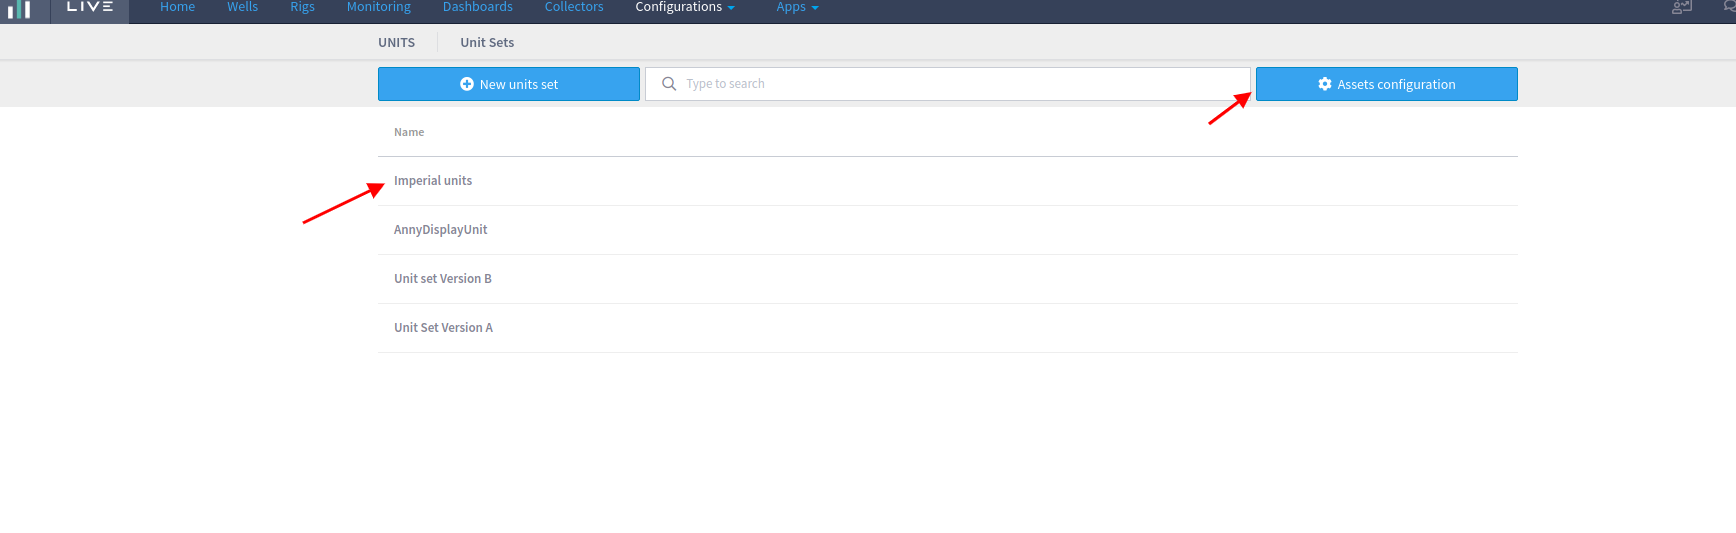 LIVE Home Wells Rigs Monitoring Dashboards Collectors Configurations Apps
UNITS Unit Sets
New units set Type to search Assets configuration
Name
Imperial units
AnnyDisplayUnit
Unit set Version B
Unit Set Version A